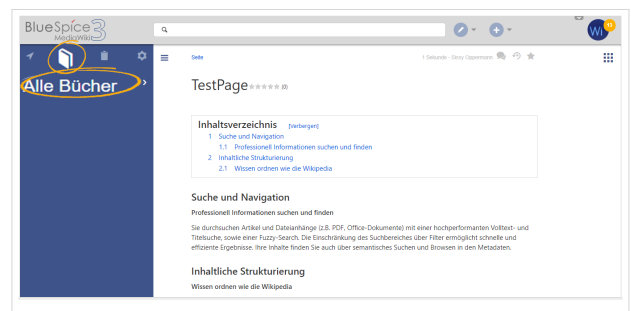 BlueSpice 3
MediaWiki
Wi
Seite
1 Sekunde · Sissy Oppermann
Alle Bücher ›
TestPage (0)
Inhaltsverzeichnis [Verbergen]
1 Suche und Navigation
1.1 Professionell Informationen suchen und finden
2 Inhaltliche Strukturierung
2.1 Wissen ordnen wie die Wikipedia
Suche und Navigation
Professionell Informationen suchen und finden
Sie durchsuchen Artikel und Dateianhänge (z.B. PDF, Office-Dokumente) mit einer hochperformanten Volltext- und
Titelsuche, sowie einer Fuzzy-Search. Die Einschränkung des Suchbereiches über Filter ermöglicht schnelle und
effiziente Ergebnisse. Ihre Inhalte finden Sie auch über semantisches Suchen und Browsen in den Metadaten.
Inhaltliche Strukturierung
Wissen ordnen wie die Wikipedia